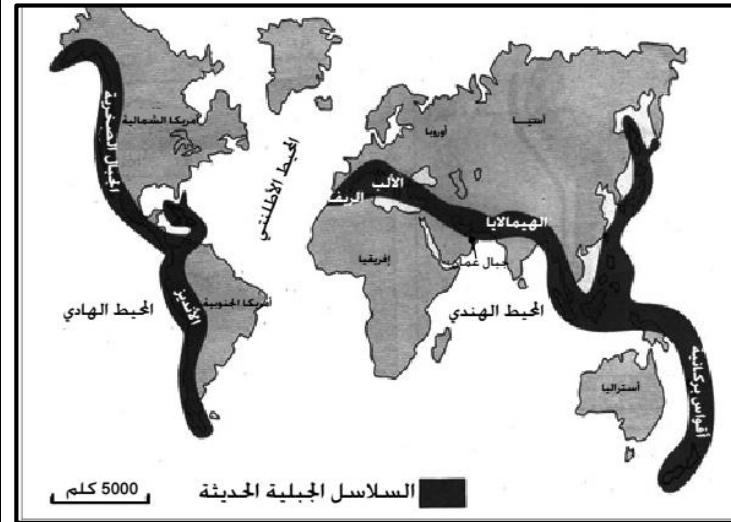 أمريكا الشمالية
الجبال الصخرية
المحيط الأطلنتي
أوروبا
آسيــا
الألب
الريف
الهيمالايا
جبال عمان
إفريقيا
المحيط الهندي
المحيط الهادي
الأنديز
أمريكا الجنوبية
أستراليا
أقواس بركانية
السلاسل الجبلية الحديثة
5000 كلم